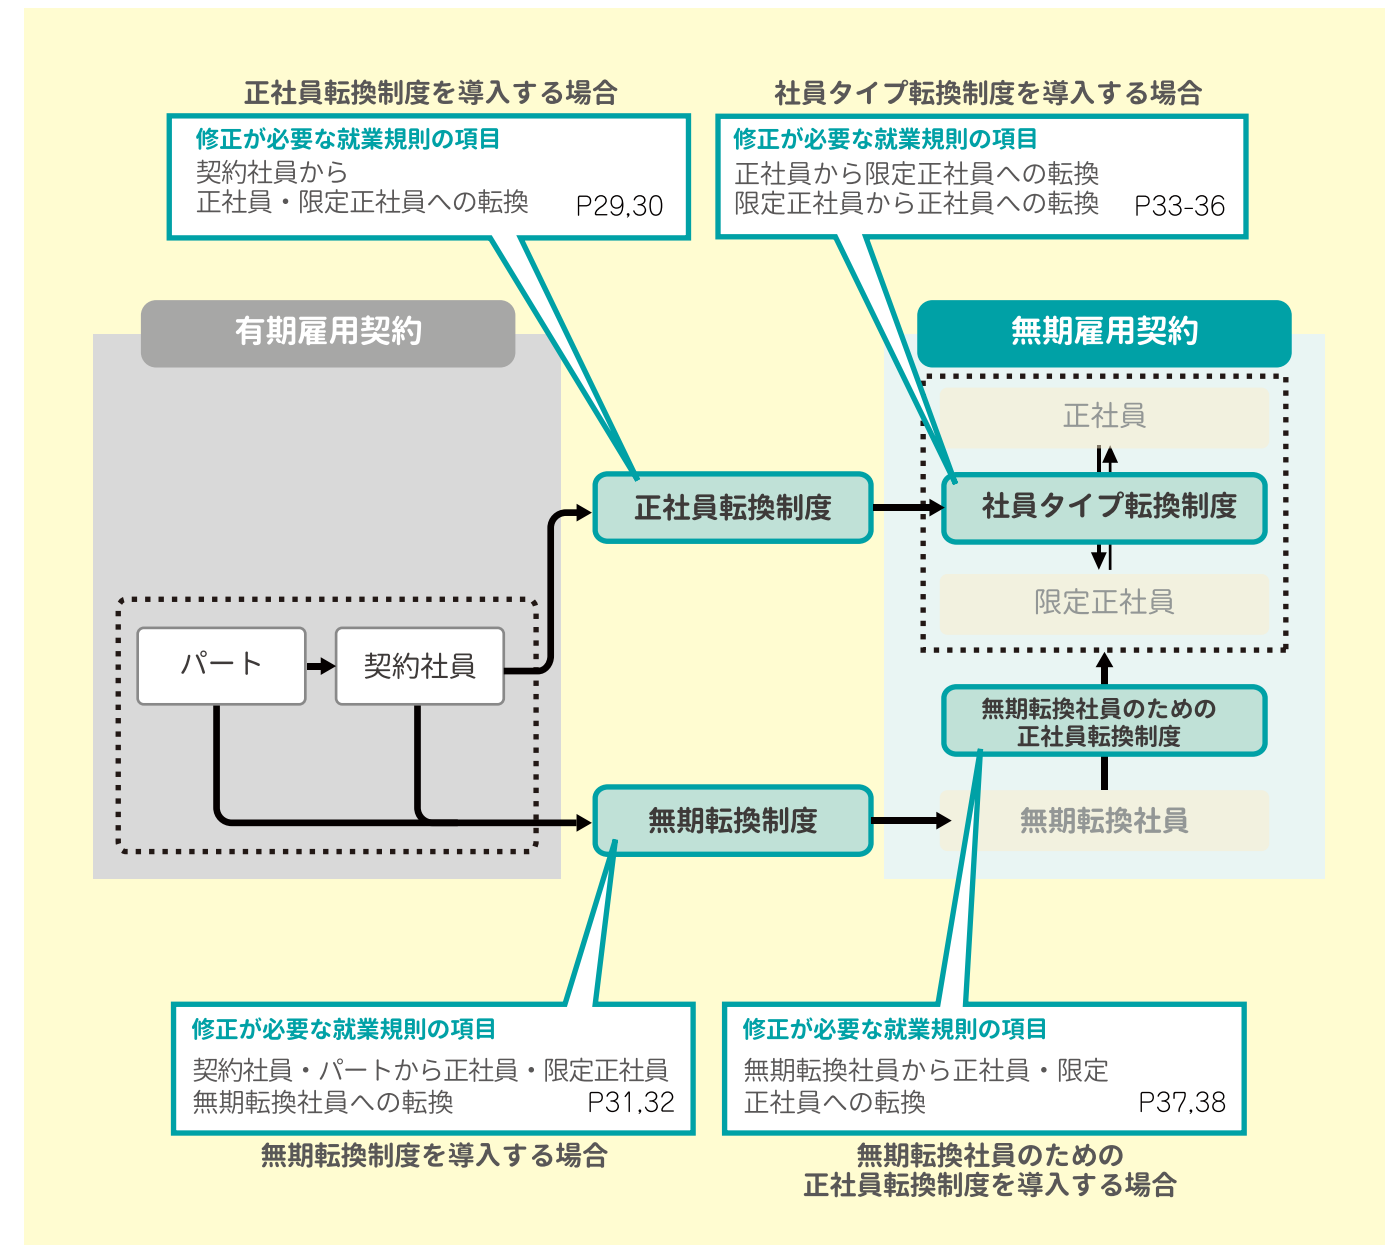 正社員転換制度を導入する場合
修正が必要な就業規則の項目
契約社員から
正社員・限定正社員への転換
P29,30
社員タイプ転換制度を導入する場合
修正が必要な就業規則の項目
正社員から限定正社員への転換
限定正社員から正社員への転換
P33-36
有期雇用契約
無期雇用契約
正社員
正社員転換制度
社員タイプ転換制度
限定正社員
パート
契約社員
無期転換社員のための
正社員転換制度
無期転換制度
無期転換社員
修正が必要な就業規則の項目
契約社員・パートから正社員・限定正社員
無期転換社員への転換
P31,32
無期転換制度を導入する場合
修正が必要な就業規則の項目
無期転換社員から正社員・限定
正社員への転換
P37,38
無期転換社員のための
正社員転換制度を導入する場合